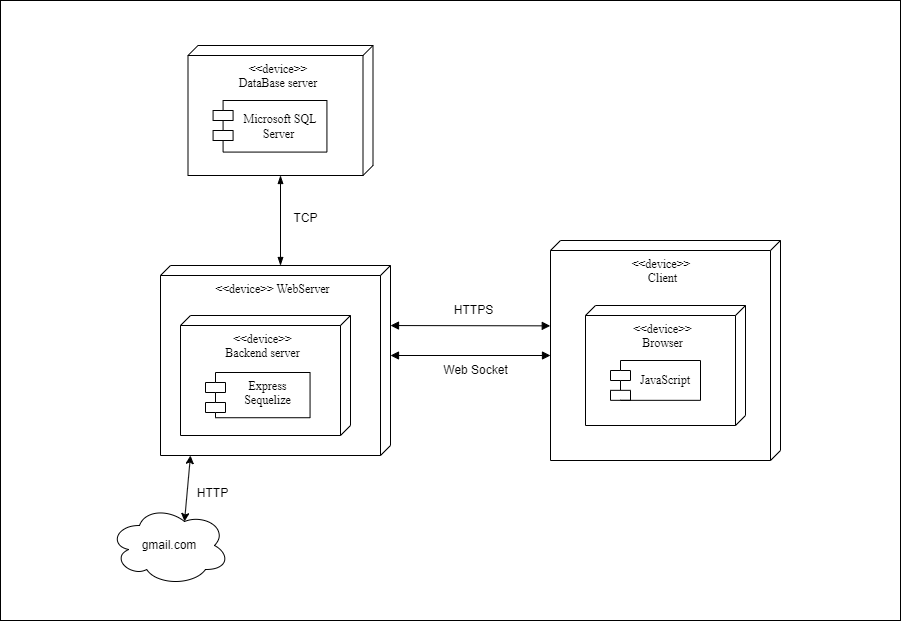 <<device>>
DataBase server
Microsoft SQL
Server
TCP
<<device>> WebServer
<<device>>
Backend server
Express
Sequelize
HTTPS
Web Socket
<<device>>
Client
<<device>>
Browser
JavaScript
HTTP
gmail.com